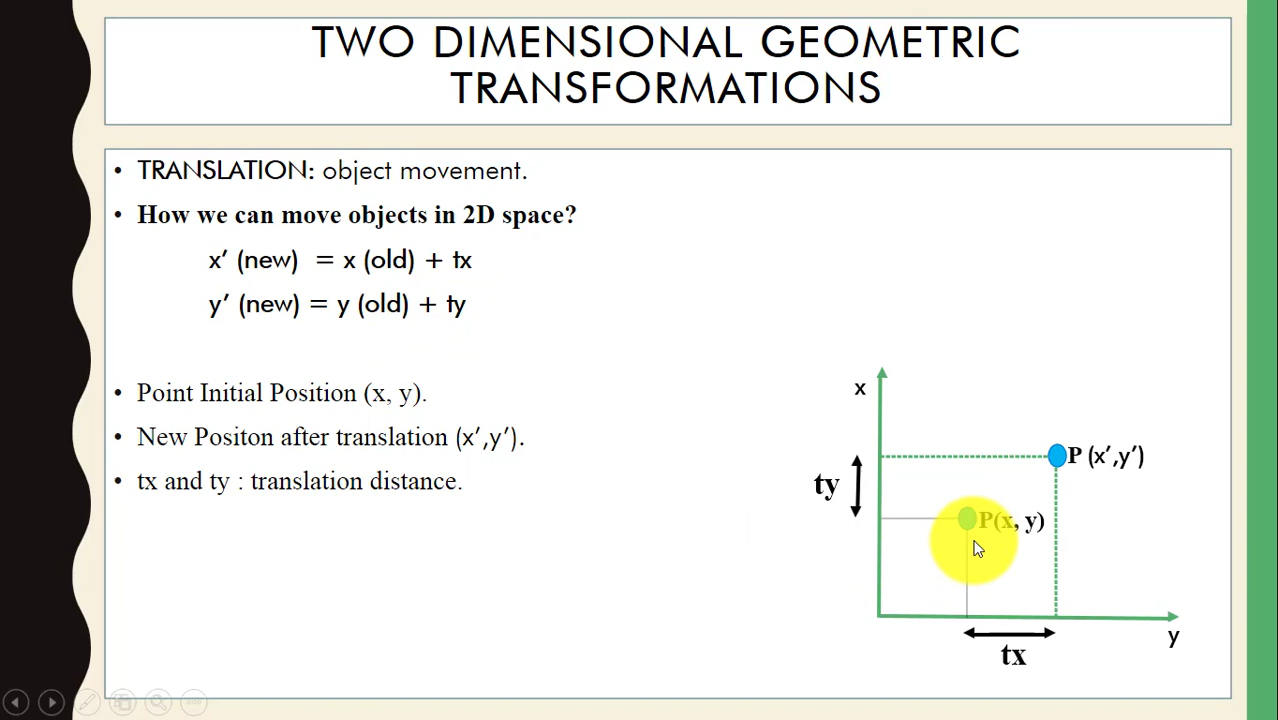 TWO DIMENSIONAL GEOMETRIC
TRANSFORMATIONS
• TRANSLATION: object movement.
• How we can move objects in 2D space?
x′ (new) = x (old) + tx
y′ (new) = y (old) + ty
• Point Initial Position (x, y).
• New Positon after translation (x′,y′).
• tx and ty : translation distance.
x
P (x′,y′)
ty
P(x, y)
y
tx